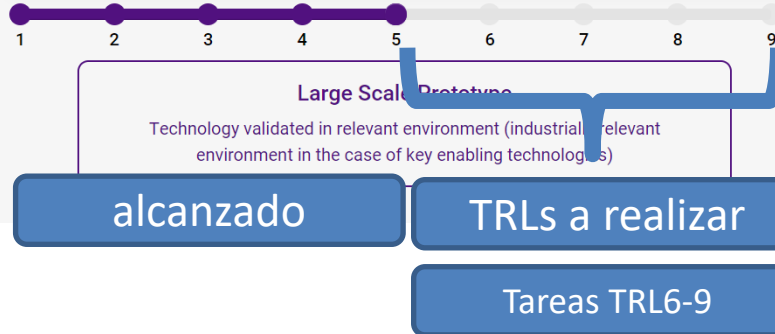 1 2 3 4 5 6 7 8 9
Large Scale Prototype
Technology validated in relevant environment (industrially relevant
environment in the case of key enabling technologies)
alcanzado
TRLs a realizar
Tareas TRL6-9